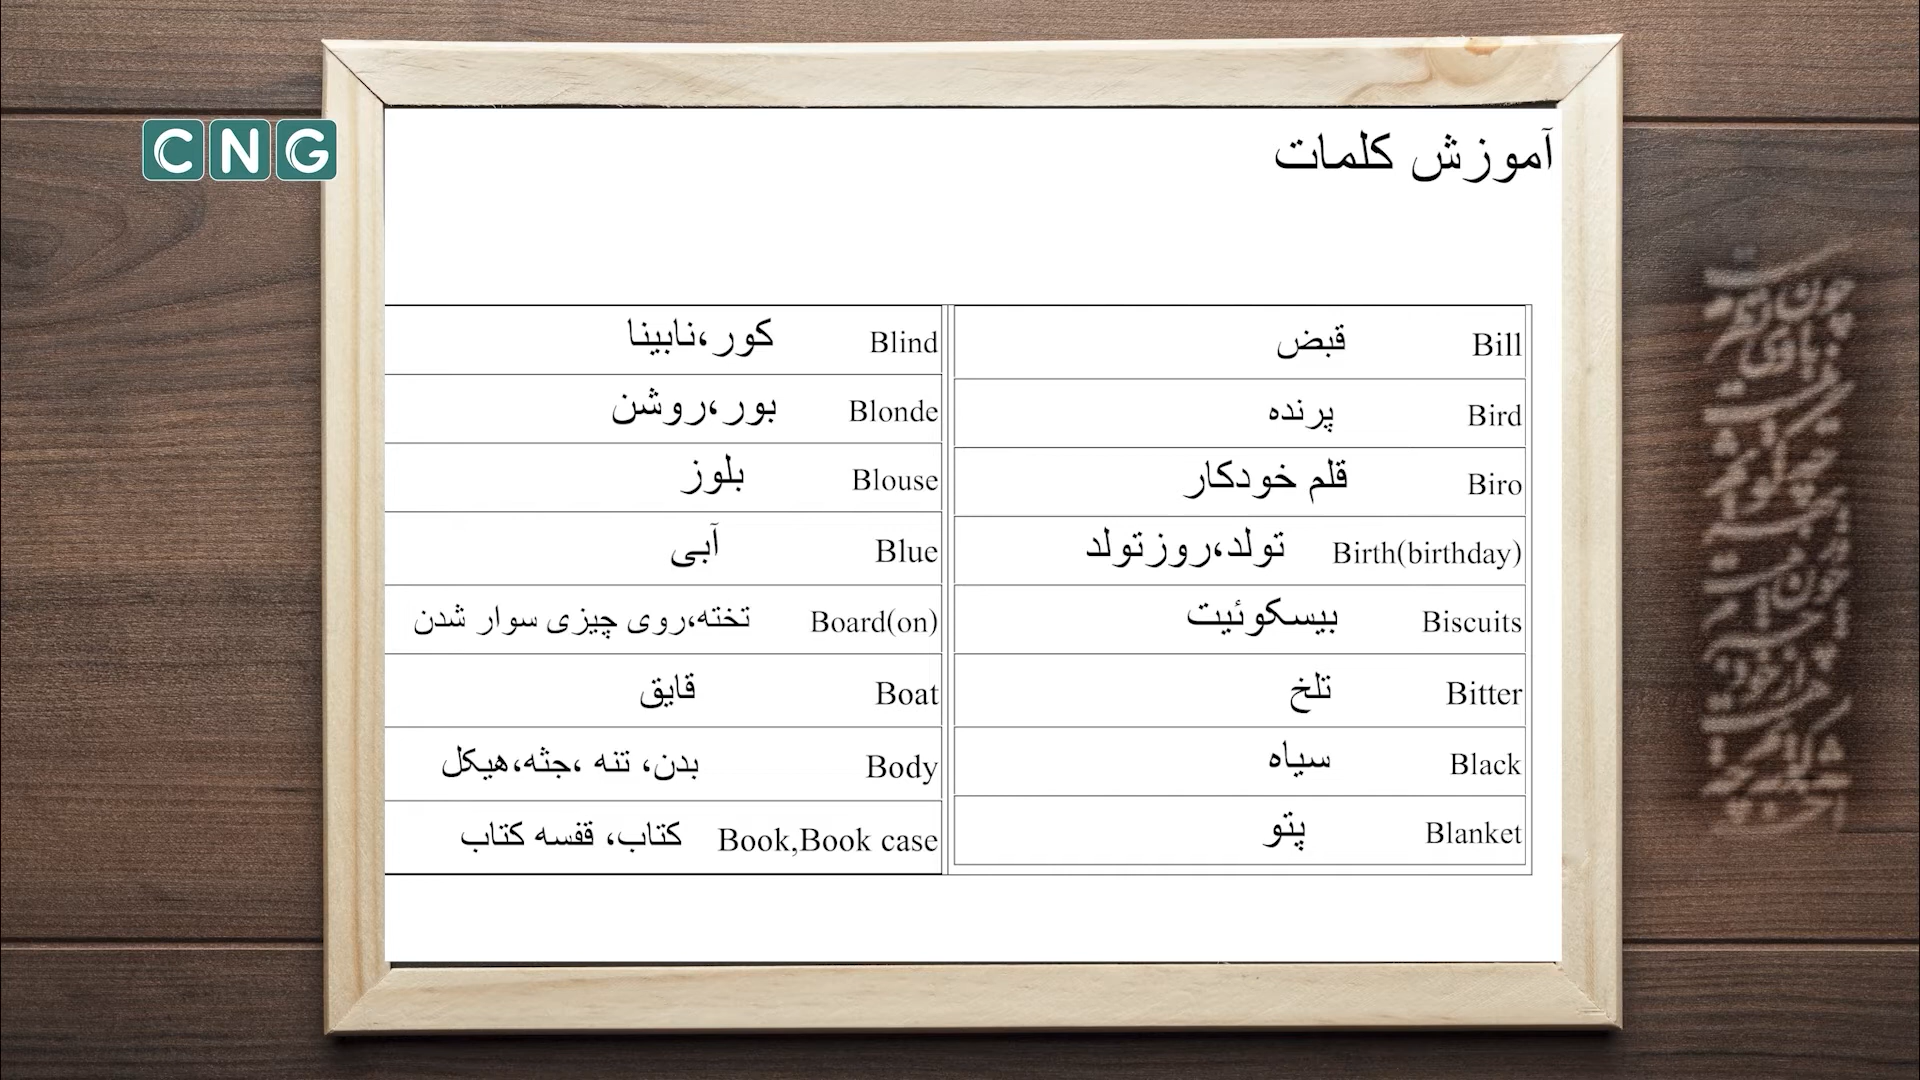 CNG
آموزش کلمات
Bill قبض
Bird پرنده
Biro قلم خودکار
Birth(birthday) تولد،روزتولد
Biscuits بیسکوئیت
Bitter تلخ
Black سیاه
Blanket پتو
Blind کور،نابینا
Blonde بور،روشن
Blouse بلوز
Blue آبی
Board(on) تخته،روی چیزی سوار شدن
Boat قایق
Body بدن، تنه ،جثه،هیکل
Book,Book case کتاب، قفسه کتاب